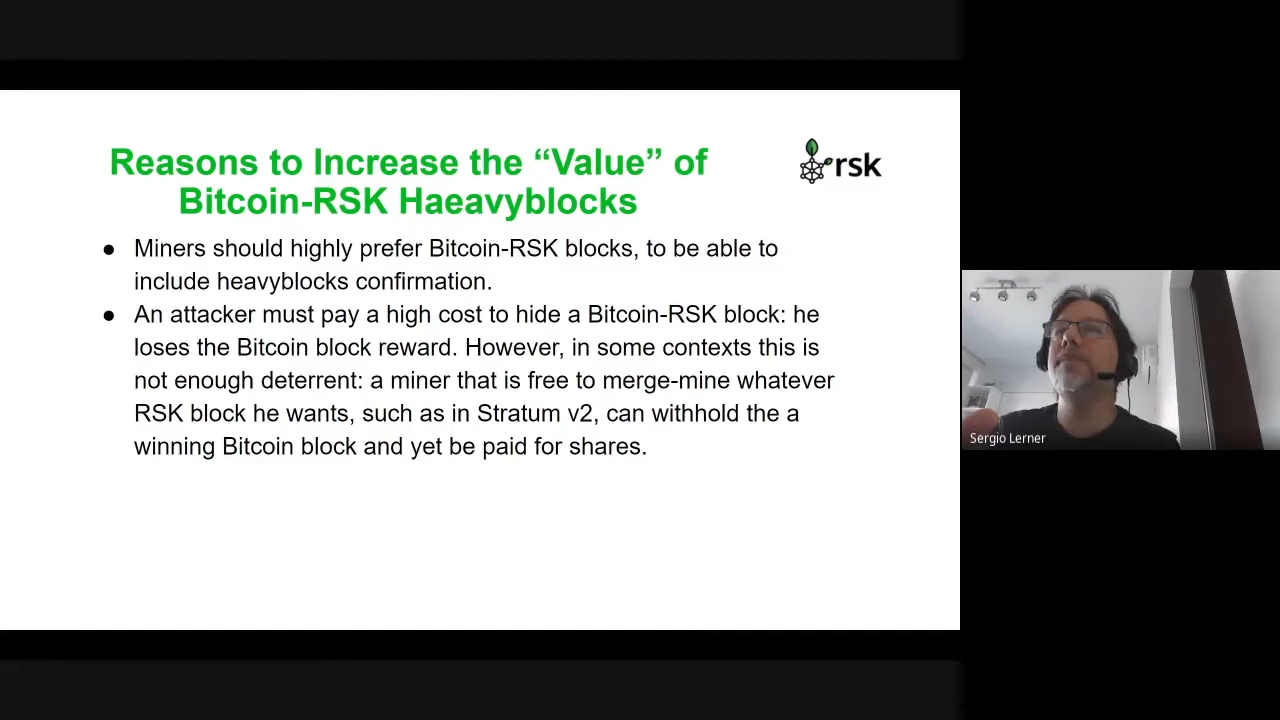 Reasons to Increase the “Value” of
Bitcoin-RSK Haeavyblocks
rsk
● Miners should highly prefer Bitcoin-RSK blocks, to be able to
include heavyblocks confirmation.
● An attacker must pay a high cost to hide a Bitcoin-RSK block: he
loses the Bitcoin block reward. However, in some contexts this is
not enough deterrent: a miner that is free to merge-mine whatever
RSK block he wants, such as in Stratum v2, can withhold the a
winning Bitcoin block and yet be paid for shares.
Sergio Lerner